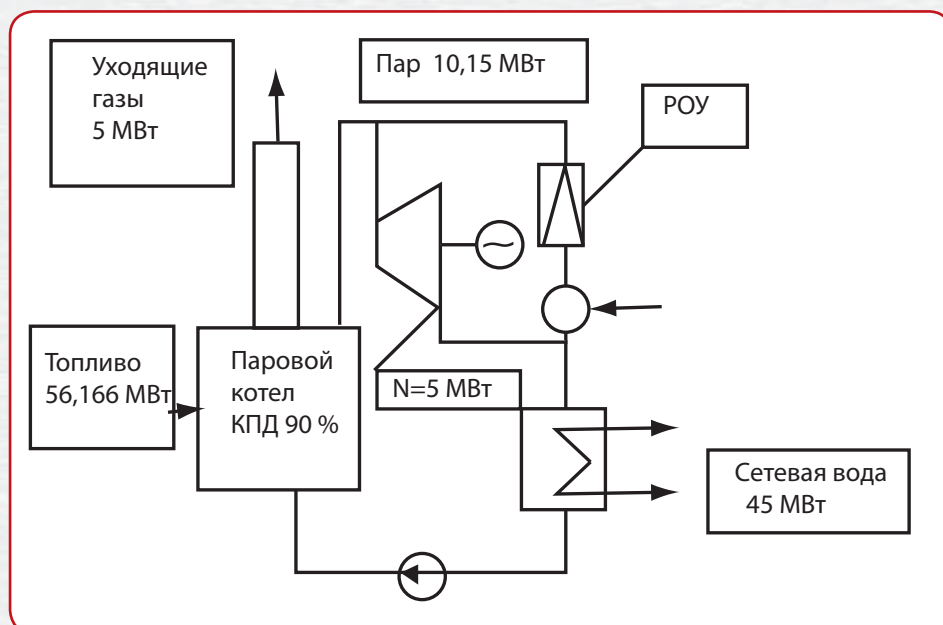 Уходящие
газы
5 МВт
Пар 10,15 МВт
РОУ
Топливо
56,166 МВт
Паровой
котел
КПД 90 %
N=5 МВт
Сетевая вода
45 МВт